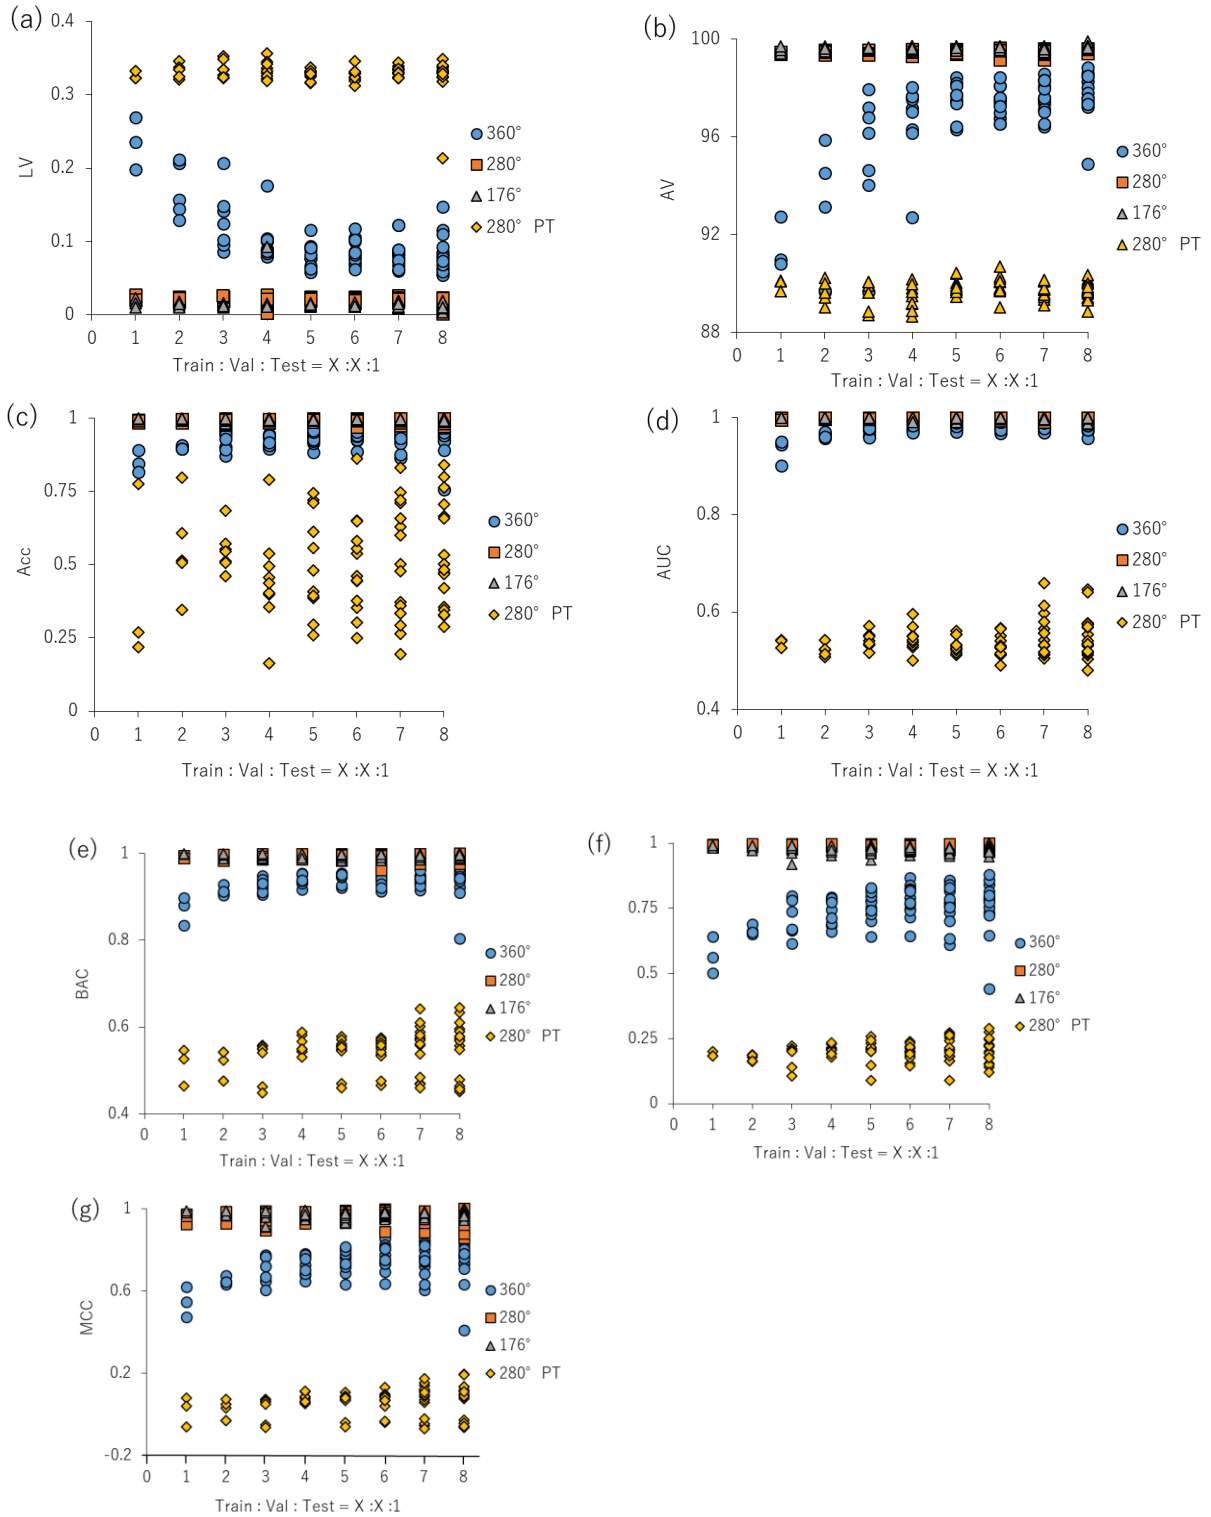 (a)
0.4
0.3
0.2
0.1
0
LV
0 1 2 3 4 5 6 7 8
Train : Val : Test = X :X :1
360°
280°
176°
280° PT
(b)
100
96
92
88
AV
0 1 2 3 4 5 6 7 8
Train : Val : Test = X :X :1
360°
280°
176°
280° PT
(c)
1
0.75
0.5
0.25
0
Acc
0 1 2 3 4 5 6 7 8
Train : Val : Test = X :X :1
360°
280°
176°
280° PT
(d)
1
0.8
0.6
0.4
AUC
0 1 2 3 4 5 6 7 8
Train : Val : Test = X :X :1
360°
280°
176°
280° PT
(e)
1
0.8
0.6
0.4
BAC
0 1 2 3 4 5 6 7 8
Train : Val : Test = X :X :1
360°
280°
176°
280° PT
(f)
1
0.75
0.5
0.25
0
0 1 2 3 4 5 6 7 8
Train : Val : Test = X :X :1
360°
280°
176°
280° PT
(g)
1
0.6
0.2
-0.2
MCC
0 1 2 3 4 5 6 7 8
Train : Val : Test = X :X :1
360°
280°
176°
280° PT